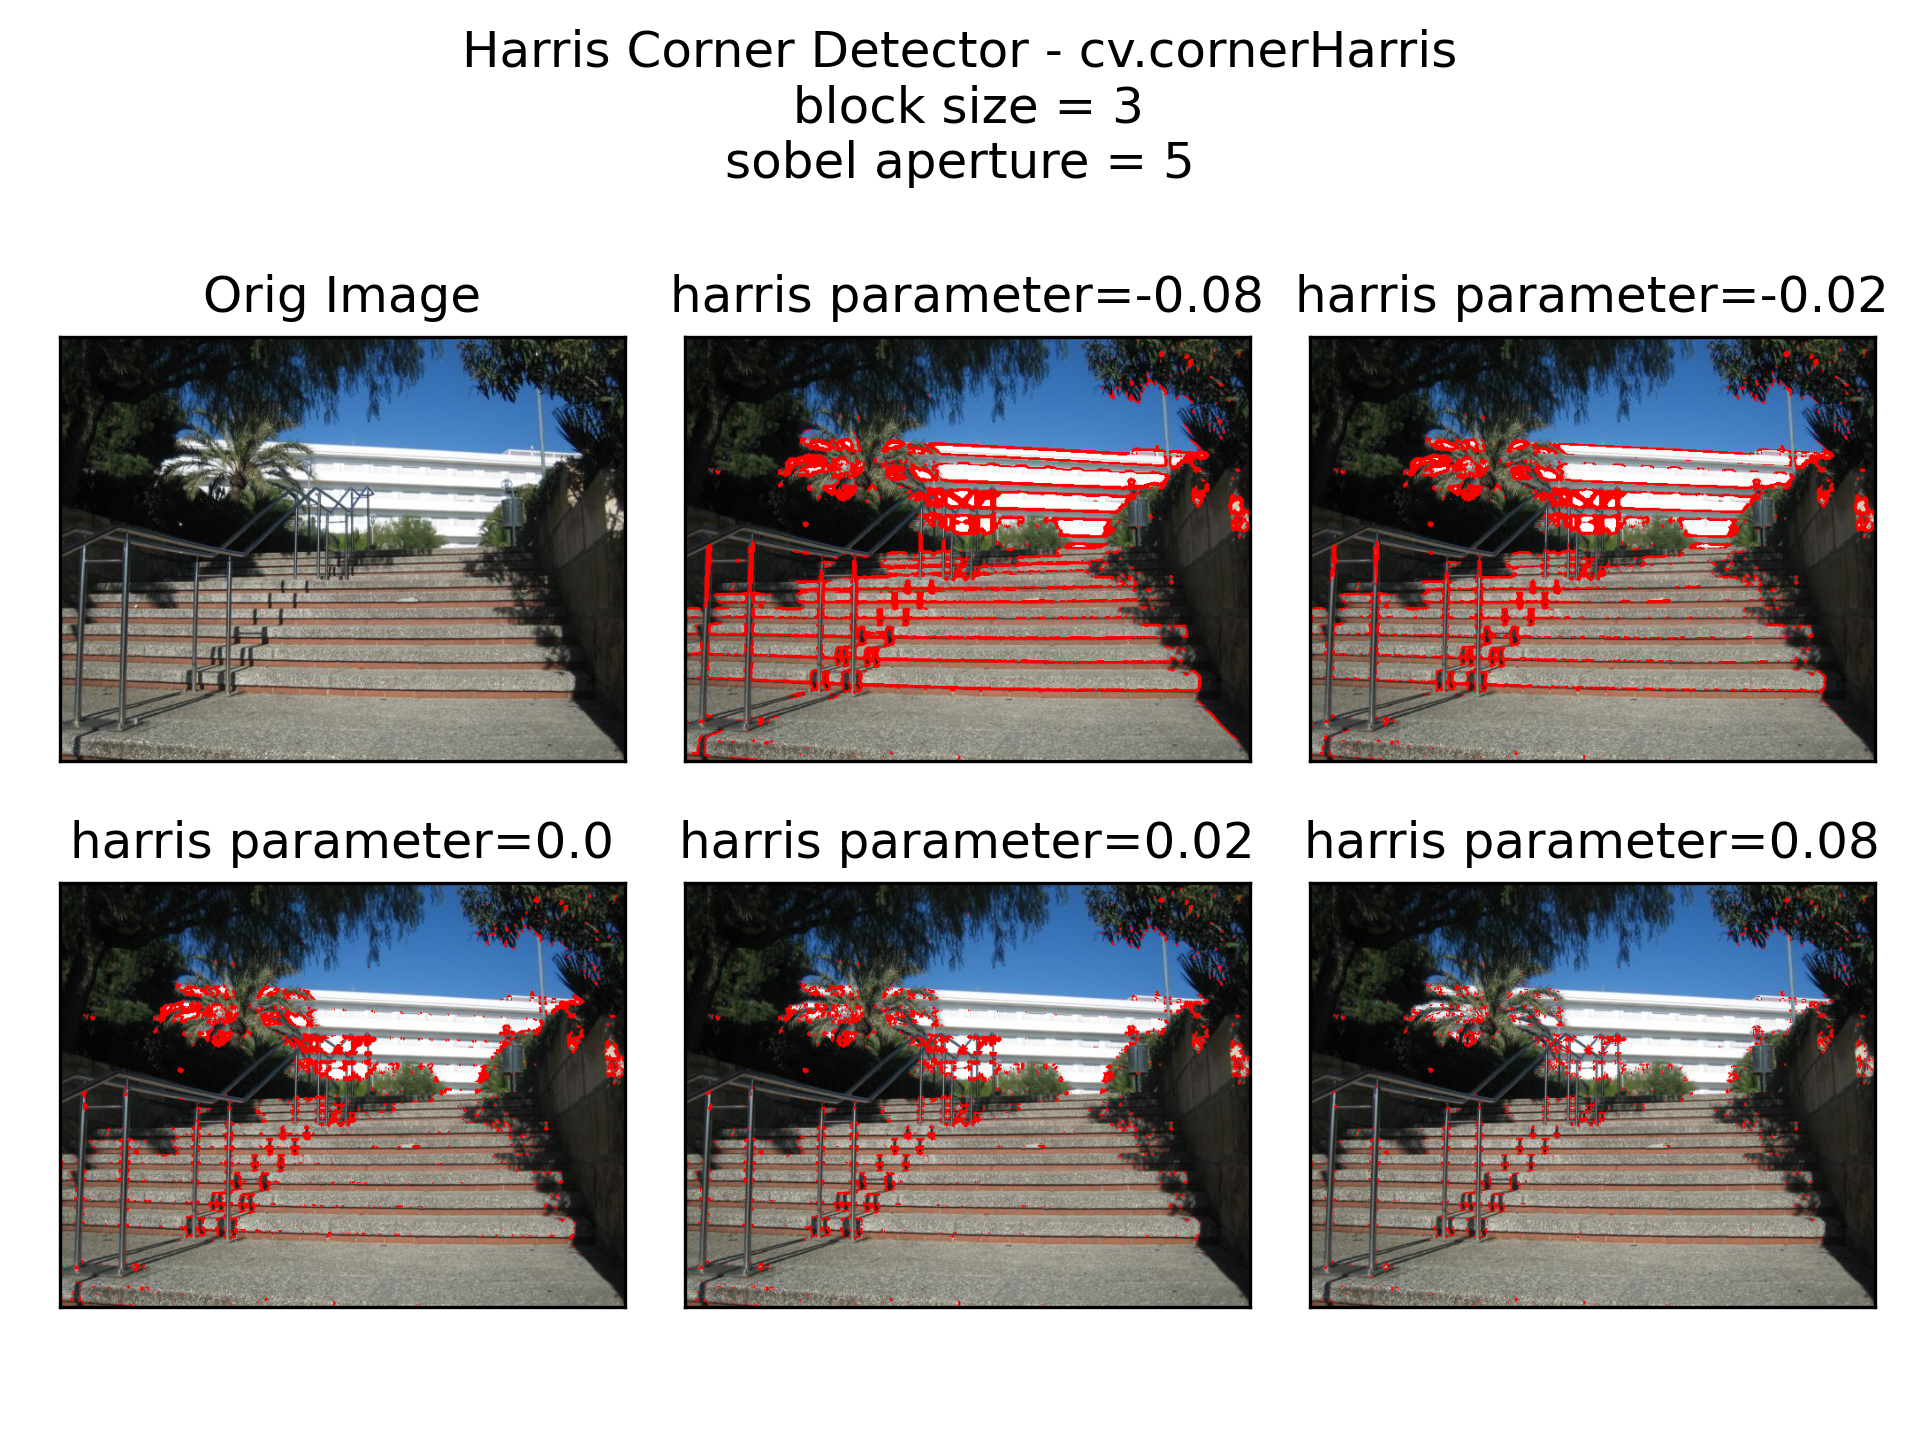 Harris Corner Detector - cv.cornerHarris
block size = 3
sobel aperture = 5
Orig Image
harris parameter=-0.08
harris parameter=-0.02
harris parameter=0.0
harris parameter=0.02
harris parameter=0.08